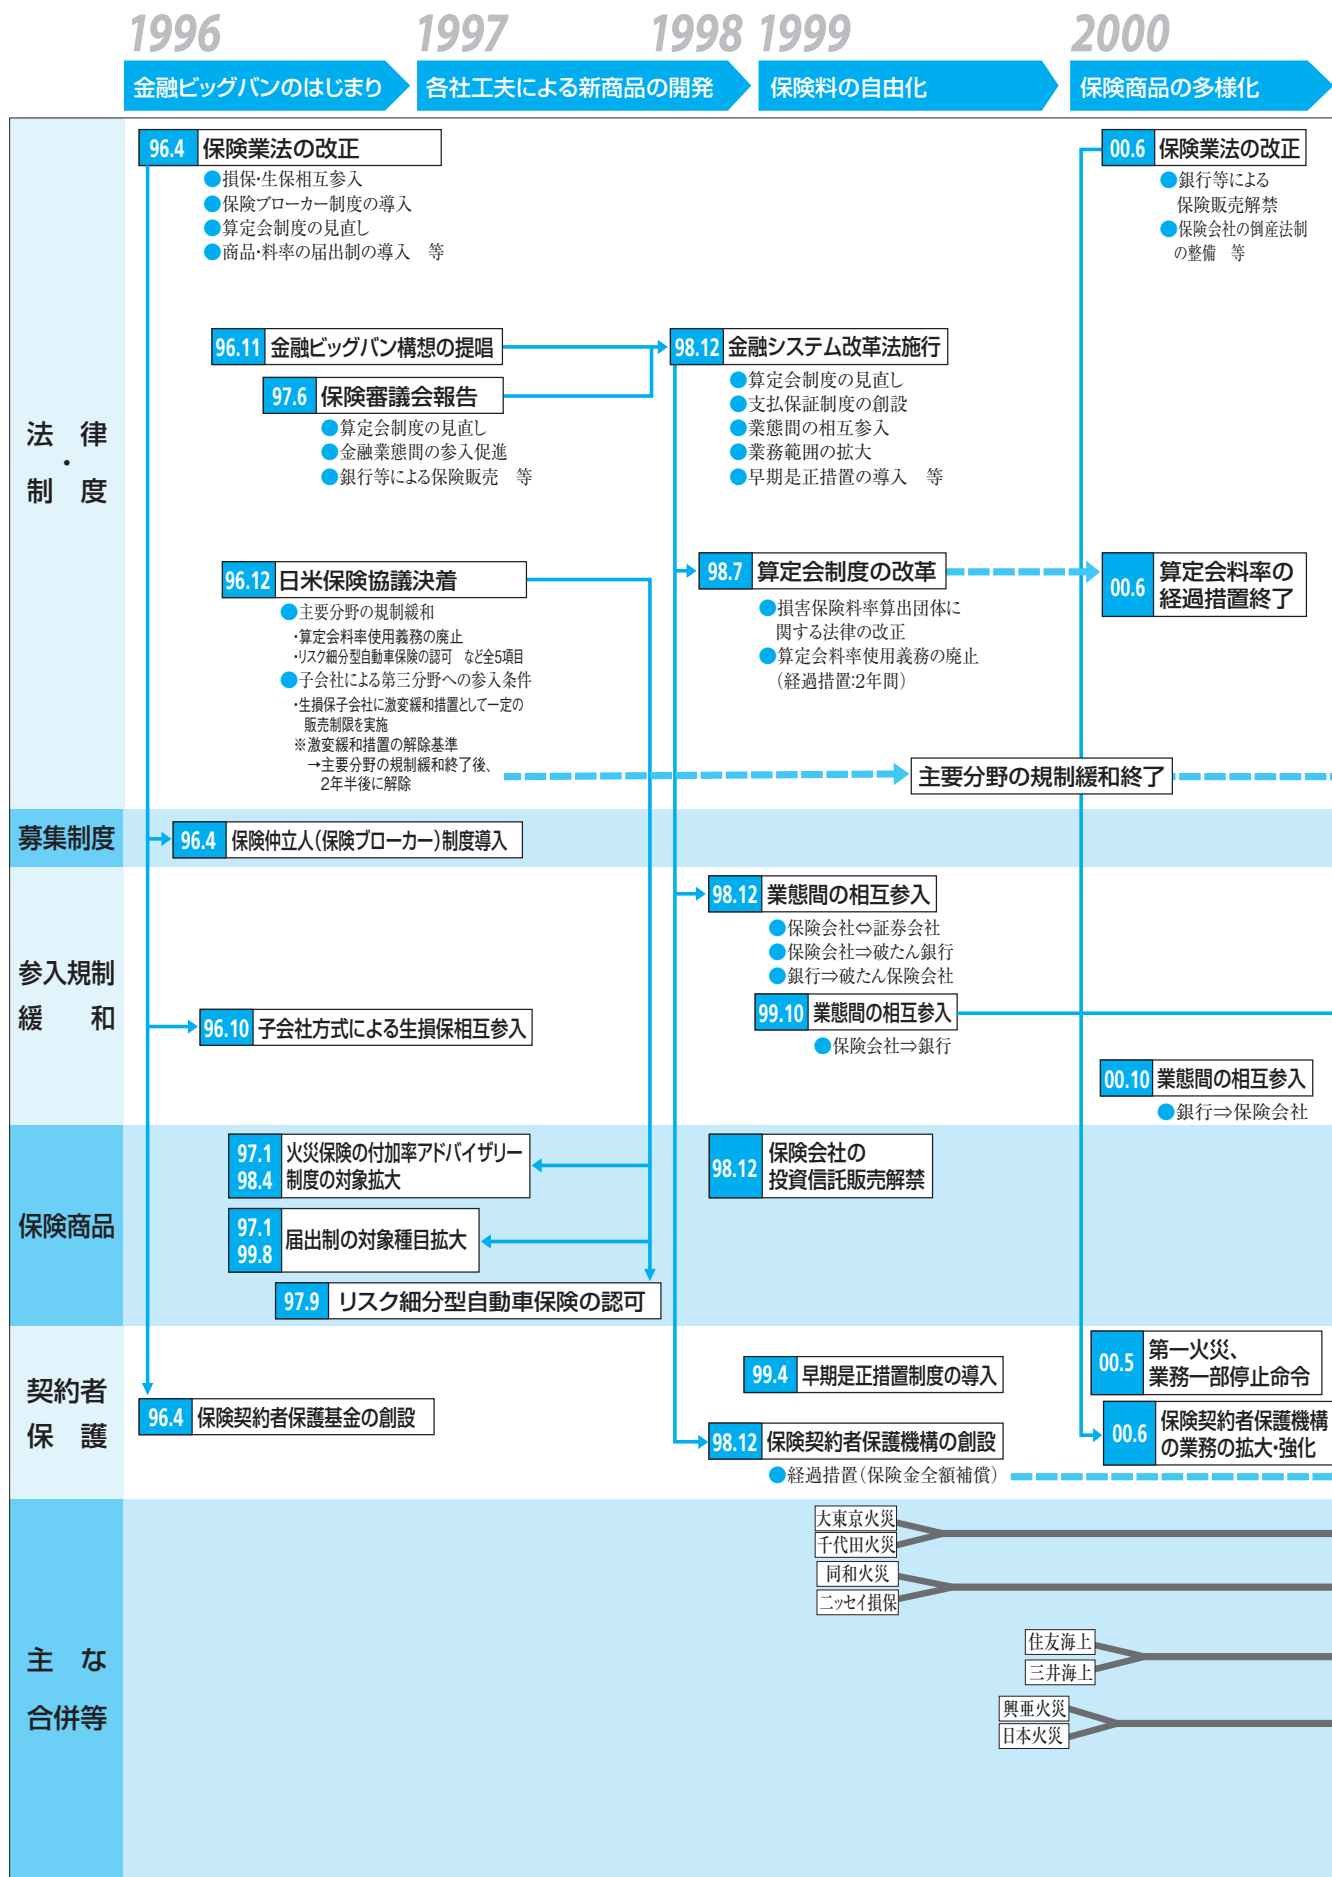 1996
1997
1998
1999
2000
金融ビッグバンのはじまり
各社工夫による新商品の開発
保険料の自由化
保険商品の多様化
法　律
・
制　度
96.4 保険業法の改正
●損保・生保相互参入
●保険ブローカー制度の導入
●算定会制度の見直し
●商品・料率の届出制の導入　等
00.6 保険業法の改正
●銀行等による
保険販売解禁
●保険会社の倒産法制
の整備　等
96.11 金融ビッグバン構想の提唱
97.6 保険審議会報告
●算定会制度の見直し
●金融業態間の参入促進
●銀行等による保険販売　等
98.12 金融システム改革法施行
●算定会制度の見直し
●支払保証制度の創設
●業態間の相互参入
●業務範囲の拡大
●早期是正措置の導入　等
96.12 日米保険協議決着
●主要分野の規制緩和
・算定会料率使用義務の廃止
・リスク細分型自動車保険の認可　など全5項目
●子会社による第三分野への参入条件
・生損保子会社に激変緩和措置として一定の
販売制限を実施
※激変緩和措置の解除基準
→主要分野の規制緩和終了後、
2年半後に解除
98.7 算定会制度の改革
●損害保険料率算出団体に
関する法律の改正
●算定会料率使用義務の廃止
（経過措置:2年間）
00.6 算定会料率の
経過措置終了
主要分野の規制緩和終了
募集制度
96.4 保険仲立人（保険ブローカー）制度導入
参入規制
緩　和
98.12 業態間の相互参入
●保険会社⇔証券会社
●保険会社⇒破たん銀行
●銀行⇒破たん保険会社
96.10 子会社方式による生損保相互参入
99.10 業態間の相互参入
●保険会社⇒銀行
00.10 業態間の相互参入
●銀行⇒保険会社
保険商品
97.1 火災保険の付加率アドバイザリー
98.4 制度の対象拡大
98.12 保険会社の
投資信託販売解禁
97.1
99.8 届出制の対象種目拡大
97.9 リスク細分型自動車保険の認可
契約者
保　護
00.5 第一火災、
業務一部停止命令
99.4 早期是正措置制度の導入
96.4 保険契約者保護基金の創設
98.12 保険契約者保護機構の創設
●経過措置（保険金全額補償）
00.6 保険契約者保護機構
の業務の拡大・強化
主　な
合併等
大東京火災
千代田火災
同和火災
ニッセイ損保
住友海上
三井海上
興亜火災
日本火災